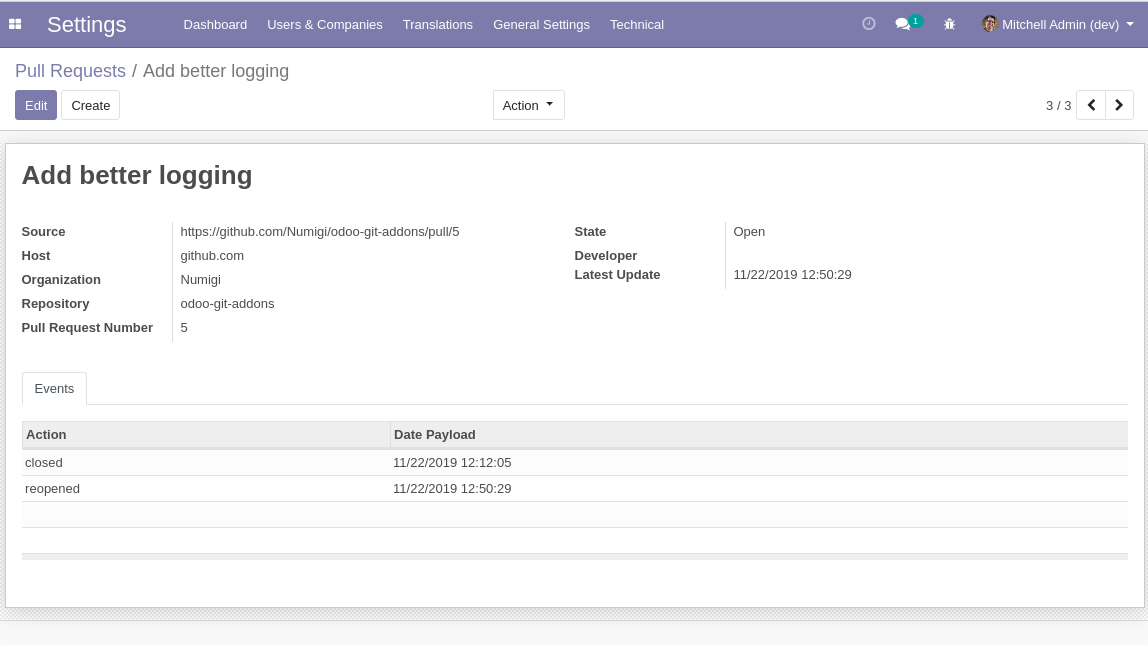 Settings Dashboard Users & Companies Translations General Settings Technical 1 Mitchell Admin (dev)
Pull Requests / Add better logging
Edit Create Action 3 / 3
Add better logging
Source https://github.com/Numigi/odoo-git-addons/pull/5
Host github.com
Organization Numigi
Repository odoo-git-addons
Pull Request Number 5
State Open
Developer
Latest Update 11/22/2019 12:50:29
Events
Action Date Payload
closed 11/22/2019 12:12:05
reopened 11/22/2019 12:50:29